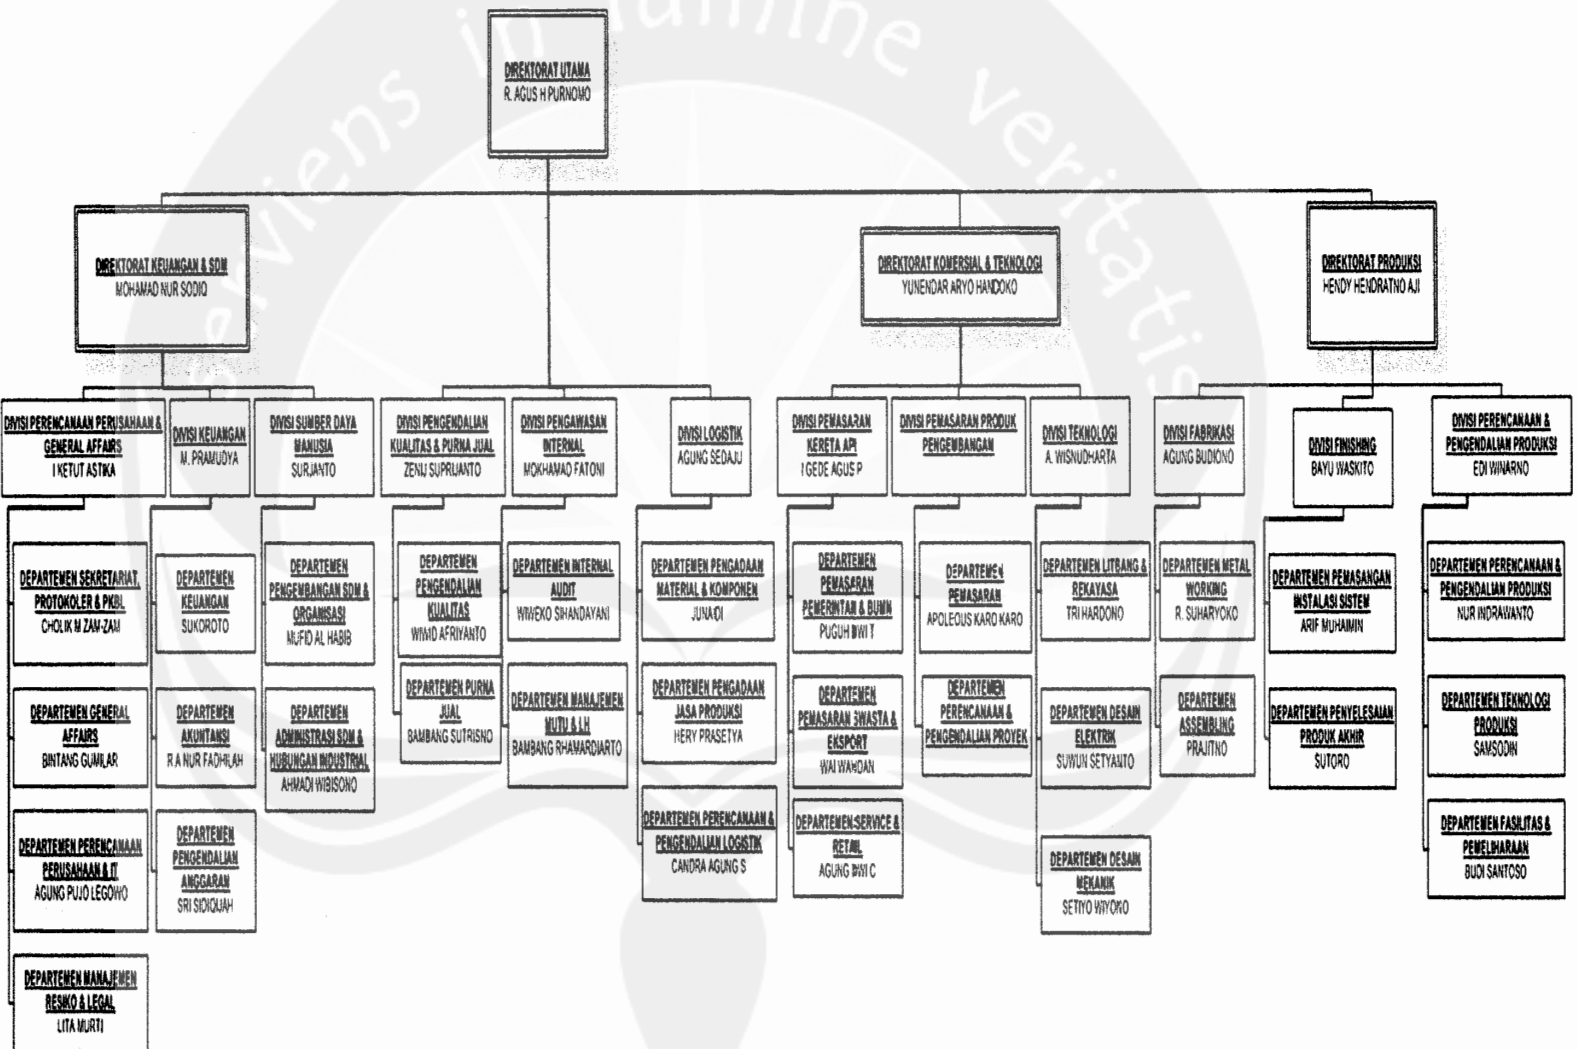 serviens in lumine veritatis
DIREKTORAT UTAMA
R. AGUS H PURNOMO
DIREKTORAT KEUANGAN & SDM
MOHAMAD NUR SODIQ
DIREKTORAT KOMERSIAL & TEKNOLOGI
YUNENDAR ARYO HANDOKO
DIREKTORAT PRODUKSI
HENDY HENDRATNO AJI
DIVISI PERENCANAAN PERUSAHAAN &
GENERAL AFFAIRS
I KETUT ASTIKA
DIVISI KEUANGAN
M. PRAMUDYA
DIVISI SUMBER DAYA
MANUSIA
SURJANTO
DIVISI PENGENDALIAN
KUALITAS & PURNA JUAL
ZENIJ SUPRIJANTO
DIVISI PENGAWASAN
INTERNAL
MOKHAMAD FATONI
DIVISI LOGISTIK
AGUNG SEDAJU
DIVISI PEMASARAN
KERETA API
I GEDE AGUS P
DIVISI PEMASARAN PRODUK
PENGEMBANGAN
DIVISI TEKNOLOGI
A. WISNUDHARTA
DIVISI FABRIKASI
AGUNG BUDIONO
DIVISI FINISHING
BAYU WASKITO
DIVISI PERENCANAAN &
PENGENDALIAN PRODUKSI
EDI WINARNO
DEPARTEMEN SEKRETARIAT,
PROTOKOLER & PKBL
CHOLIK M ZAM-ZAM
DEPARTEMEN
KEUANGAN
SUKOROTO
DEPARTEMEN
PENGEMBANGAN SDM &
ORGANISASI
MUFID AL HABIB
DEPARTEMEN
PENGENDALIAN
KUALITAS
WIWID AFRIYANTO
DEPARTEMEN INTERNAL
AUDIT
WIWEKO SIHANDAYANI
DEPARTEMEN PENGADAAN
MATERIAL & KOMPONEN
JUNAIDI
DEPARTEMEN
PEMASARAN
PEMERINTAH & BUMN
PUGUH DWI T
DEPARTEMEN
PEMASARAN
APOLEOUS KARO KARO
DEPARTEMEN LITBANG &
REKAYASA
TRI HARDONO
DEPARTEMEN METAL
WORKING
R. SUHARYOKO
DEPARTEMEN PEMASANGAN
INSTALASI SISTEM
ARIF MUHAIMIN
DEPARTEMEN PERENCANAAN &
PENGENDALIAN PRODUKSI
NUR INDRAWANTO
DEPARTEMEN GENERAL
AFFAIRS
BINTANG GUMILAR
DEPARTEMEN
AKUNTANSI
R.A NUR FADHILAH
DEPARTEMEN
ADMINISTRASI SDM &
HUBUNGAN INDUSTRIAL
AHMADI WIBISONO
DEPARTEMEN PURNA
JUAL
BAMBANG SUTRISNO
DEPARTEMEN MANAJEMEN
MUTU & LH
BAMBANG RHAMARDIARTO
DEPARTEMEN PENGADAAN
JASA PRODUKSI
HERY PRASETYA
DEPARTEMEN
PEMASARAN SWASTA &
EKSPORT
WAI WAHDAN
DEPARTEMEN
PERENCANAAN &
PENGENDALIAN PROYEK
DEPARTEMEN DESAIN
ELEKTRIK
SUWUN SETYANTO
DEPARTEMEN
ASSEMBLING
PRAJITNO
DEPARTEMEN PENYELESAIAN
PRODUK AKHIR
SUTORO
DEPARTEMEN TEKNOLOGI
PRODUKSI
SAMSODIN
DEPARTEMEN PERENCANAAN
PERUSAHAAN & IT
AGUNG PUJO LEGOWO
DEPARTEMEN
PENGENDALIAN
ANGGARAN
SRI SIDIQUAH
DEPARTEMEN PERENCANAAN &
PENGENDALIAN LOGISTIK
CANDRA AGUNG S
DEPARTEMEN SERVICE &
RETAIL
AGUNG DWI C
DEPARTEMEN DESAIN
MEKANIK
SETIYO WIYONO
DEPARTEMEN FASILITAS &
PEMELIHARAAN
BUDI SANTOSO
DEPARTEMEN MANAJEMEN
RESIKO & LEGAL
LITA MURTI